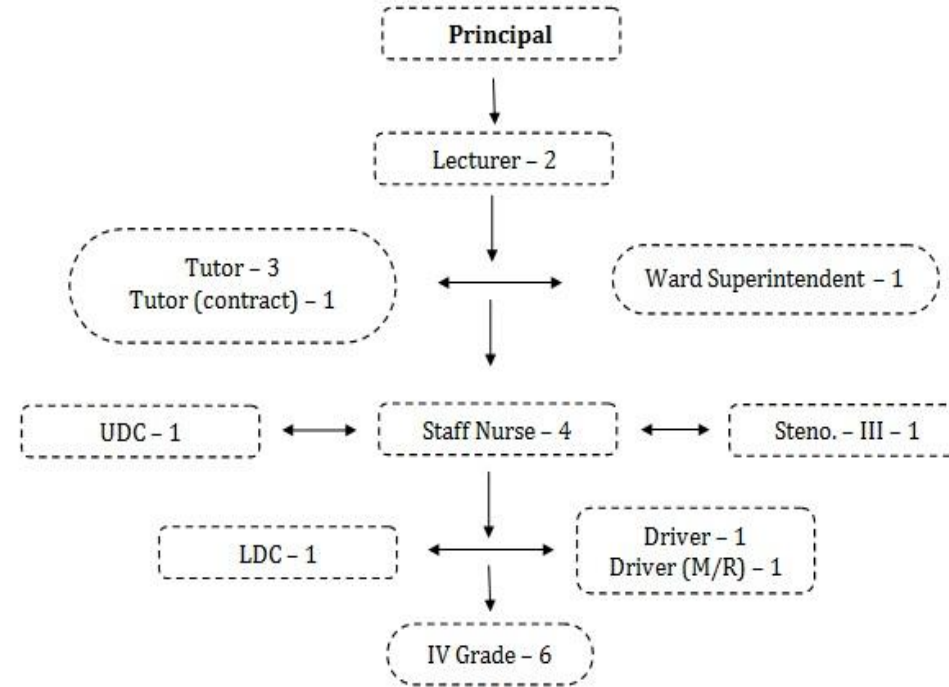 Principal
Lecturer – 2
Tutor – 3
Tutor (contract) – 1
Ward Superintendent – 1
UDC – 1
Staff Nurse – 4
Steno. – III – 1
LDC – 1
Driver – 1
Driver (M/R) – 1
IV Grade – 6